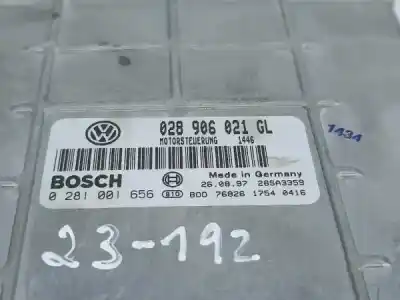 028 906 021 GL
MOTORSTEUERUNG 1446
1434
BOSCH
Made in Germany
26.08.97 28SA3359
0 281 001 656 BOO 76826 1754 0416
23-192